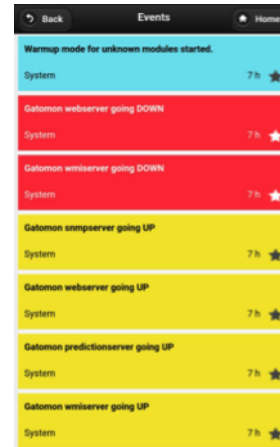 Back
Events
Home
Warmup mode for unknown modules started.
System 7 h
Gatomon webserver going DOWN
System 7 h
Gatomon wmiserver going DOWN
System 7 h
Gatomon snmpserver going UP
System 7 h
Gatomon webserver going UP
System 7 h
Gatomon predictionserver going UP
System 7 h
Gatomon wmiserver going UP
System 7 h